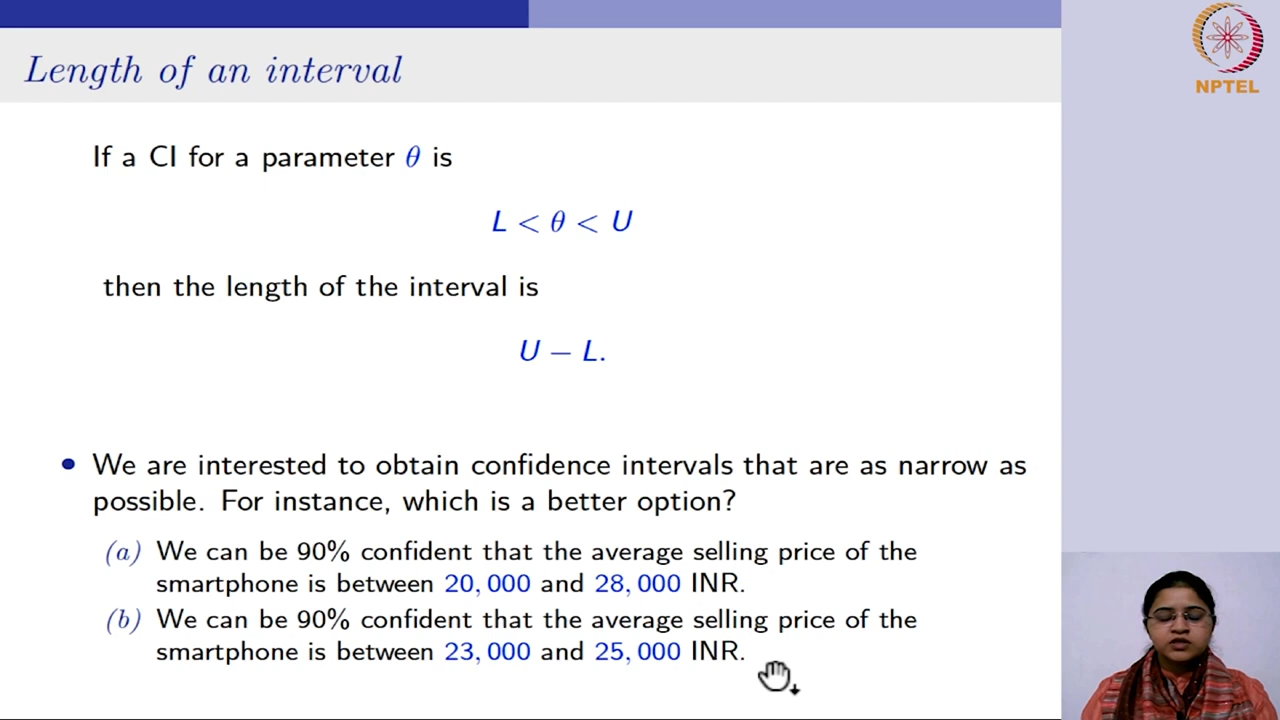 Length of an interval
NPTEL
If a CI for a parameter θ is
L < θ < U
then the length of the interval is
U − L.
• We are interested to obtain confidence intervals that are as narrow as
possible. For instance, which is a better option?
(a) We can be 90% confident that the average selling price of the
smartphone is between 20,000 and 28,000 INR.
(b) We can be 90% confident that the average selling price of the
smartphone is between 23,000 and 25,000 INR.